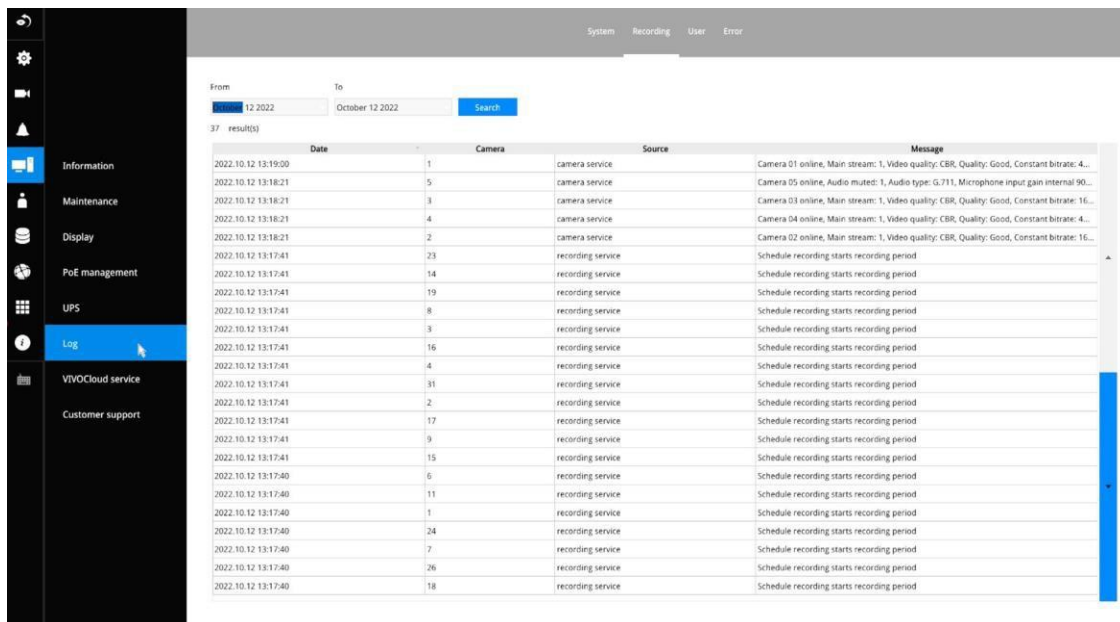 System Recording User Error
From To
October 12 2022 October 12 2022 Search
37 result(s)
Information
Maintenance
Display
PoE management
UPS
Log
VIVOCloud service
Customer support
Date Camera Source Message
2022.10.12 13:19:00 1 camera service Camera 01 online, Main stream: 1, Video quality: CBR, Quality: Good, Constant bitrate: 4...
2022.10.12 13:18:21 5 camera service Camera 05 online, Audio muted: 1, Audio type: G.711, Microphone input gain internal 90...
2022.10.12 13:18:21 3 camera service Camera 03 online, Main stream: 1, Video quality: CBR, Quality: Good, Constant bitrate: 16...
2022.10.12 13:18:21 4 camera service Camera 04 online, Main stream: 1, Video quality: CBR, Quality: Good, Constant bitrate: 4...
2022.10.12 13:18:21 2 camera service Camera 02 online, Main stream: 1, Video quality: CBR, Quality: Good, Constant bitrate: 16...
2022.10.12 13:17:41 23 recording service Schedule recording starts recording period
2022.10.12 13:17:41 14 recording service Schedule recording starts recording period
2022.10.12 13:17:41 19 recording service Schedule recording starts recording period
2022.10.12 13:17:41 8 recording service Schedule recording starts recording period
2022.10.12 13:17:41 3 recording service Schedule recording starts recording period
2022.10.12 13:17:41 16 recording service Schedule recording starts recording period
2022.10.12 13:17:41 4 recording service Schedule recording starts recording period
2022.10.12 13:17:41 31 recording service Schedule recording starts recording period
2022.10.12 13:17:41 2 recording service Schedule recording starts recording period
2022.10.12 13:17:41 17 recording service Schedule recording starts recording period
2022.10.12 13:17:41 9 recording service Schedule recording starts recording period
2022.10.12 13:17:41 15 recording service Schedule recording starts recording period
2022.10.12 13:17:40 6 recording service Schedule recording starts recording period
2022.10.12 13:17:40 11 recording service Schedule recording starts recording period
2022.10.12 13:17:40 1 recording service Schedule recording starts recording period
2022.10.12 13:17:40 24 recording service Schedule recording starts recording period
2022.10.12 13:17:40 7 recording service Schedule recording starts recording period
2022.10.12 13:17:40 26 recording service Schedule recording starts recording period
2022.10.12 13:17:40 18 recording service Schedule recording starts recording period